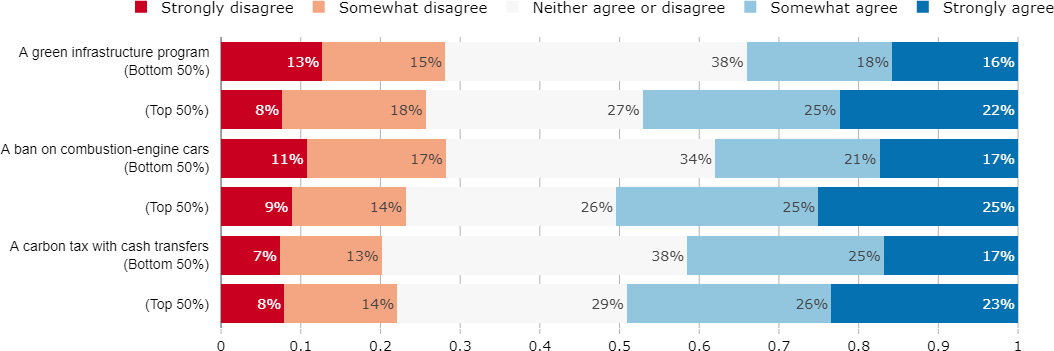 Strongly disagree Somewhat disagree Neither agree or disagree Somewhat agree Strongly agree
A green infrastructure program
(Bottom 50%)
13% 15% 38% 18% 16%
(Top 50%) 8% 18% 27% 25% 22%
A ban on combustion-engine cars
(Bottom 50%)
11% 17% 34% 21% 17%
(Top 50%) 9% 14% 26% 25% 25%
A carbon tax with cash transfers
(Bottom 50%)
7% 13% 38% 25% 17%
(Top 50%) 8% 14% 29% 26% 23%
0 0.1 0.2 0.3 0.4 0.5 0.6 0.7 0.8 0.9 1